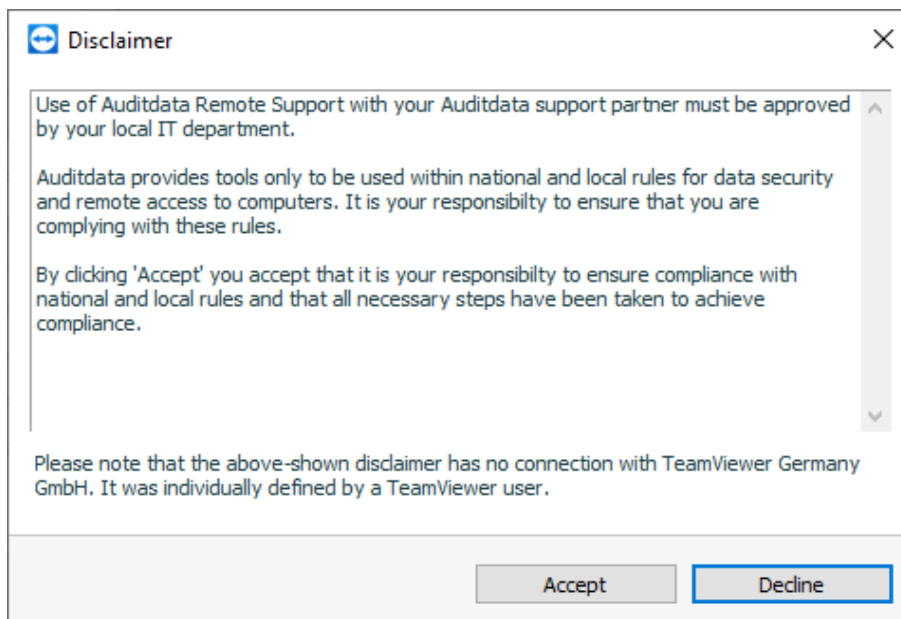 Disclaimer
Use of Auditdata Remote Support with your Auditdata support partner must be approved
by your local IT department.
Auditdata provides tools only to be used within national and local rules for data security
and remote access to computers. It is your responsibilty to ensure that you are
complying with these rules.
By clicking 'Accept' you accept that it is your responsibilty to ensure compliance with
national and local rules and that all necessary steps have been taken to achieve
compliance.
Please note that the above-shown disclaimer has no connection with TeamViewer Germany
GmbH. It was individually defined by a TeamViewer user.
Accept
Decline